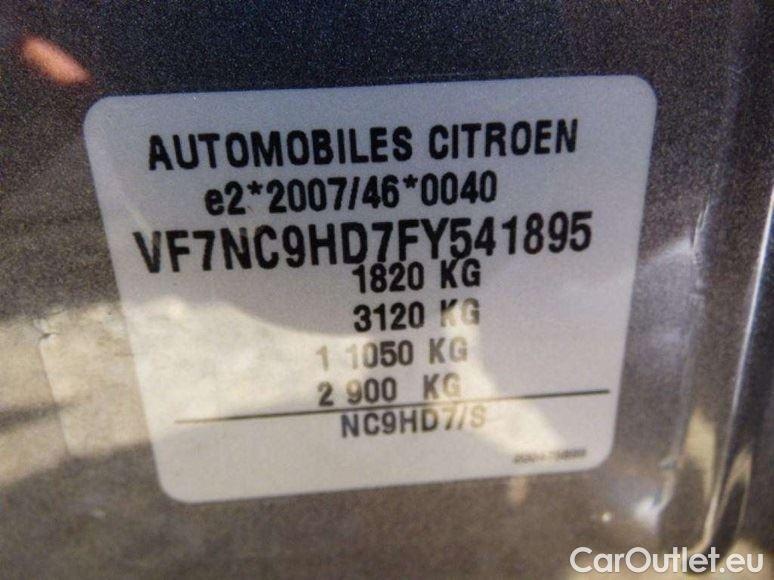 AUTOMOBILES CITROEN
e2*2007/46*0040
VF7NC9HD7FY541895
1820 KG
3120 KG
1 1050 KG
2 900 KG
NC9HD7/S
CarOutlet.eu